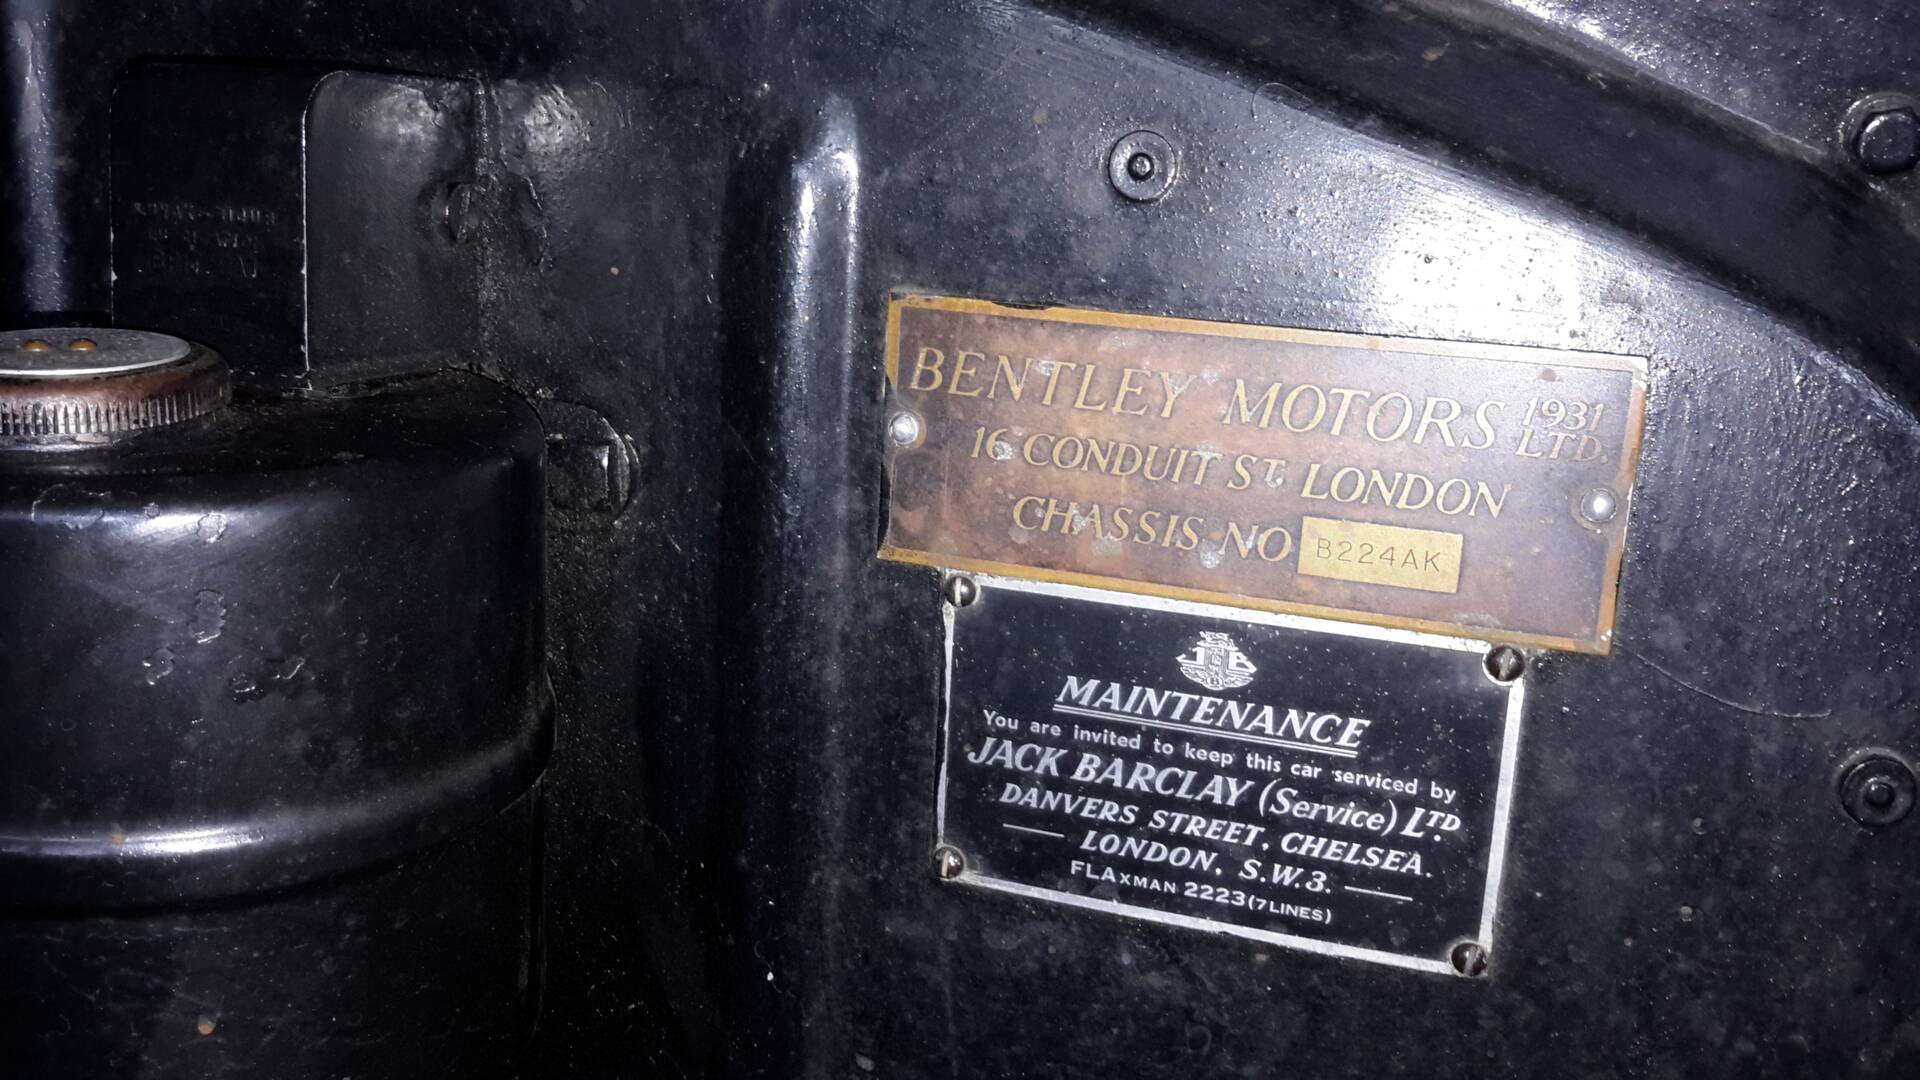 BENTLEY MOTORS 1931 LTD.
16 CONDUIT ST. LONDON
CHASSIS NO B224AK
JB
MAINTENANCE
You are invited to keep this car serviced by
JACK BARCLAY (Service) LTD.
DANVERS STREET, CHELSEA.
LONDON, S.W.3.
FLAXMAN 2223 (7 LINES)